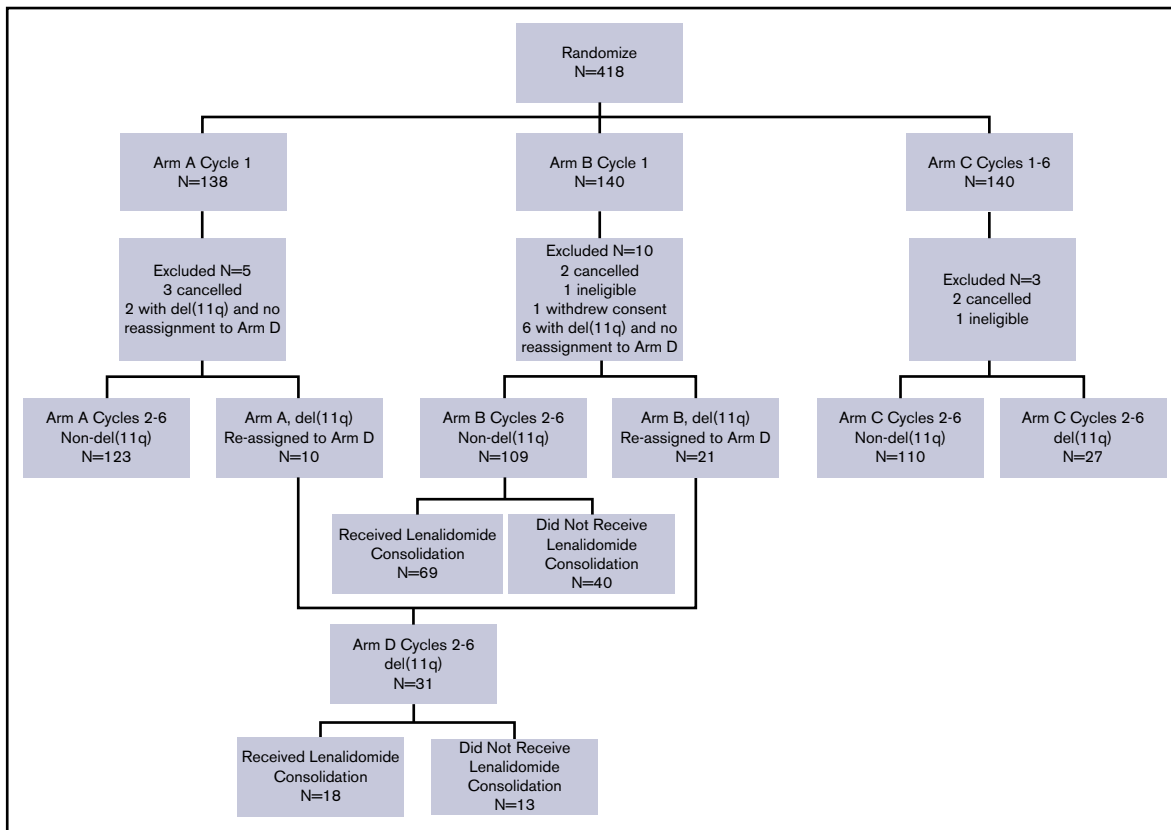 Randomize
N=418
Arm A Cycle 1
N=138
Arm B Cycle 1
N=140
Arm C Cycles 1-6
N=140
Excluded N=5
3 cancelled
2 with del(11q) and no
reassignment to Arm D
Excluded N=10
2 cancelled
1 ineligible
1 withdrew consent
6 with del(11q) and no
reassignment to Arm D
Excluded N=3
2 cancelled
1 ineligible
Arm A Cycles 2-6
Non-del(11q)
N=123
Arm A, del(11q)
Re-assigned to Arm D
N=10
Arm B Cycles 2-6
Non-del(11q)
N=109
Arm B, del(11q)
Re-assigned to Arm D
N=21
Arm C Cycles 2-6
Non-del(11q)
N=110
Arm C Cycles 2-6
del(11q)
N=27
Received Lenalidomide
Consolidation
N=69
Did Not Receive
Lenalidomide
Consolidation
N=40
Arm D Cycles 2-6
del(11q)
N=31
Received Lenalidomide
Consolidation
N=18
Did Not Receive
Lenalidomide
Consolidation
N=13